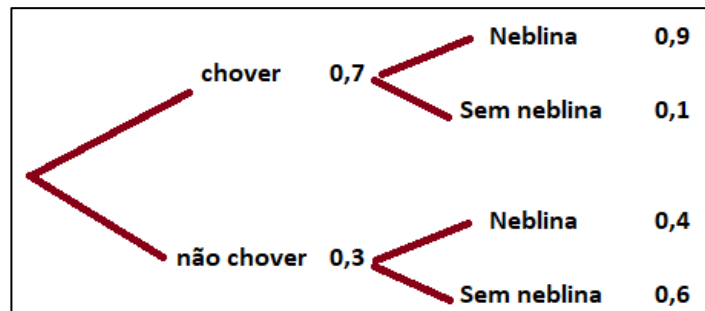 Neblina 0,9
chover 0,7
Sem neblina 0,1
Neblina 0,4
não chover 0,3
Sem neblina 0,6